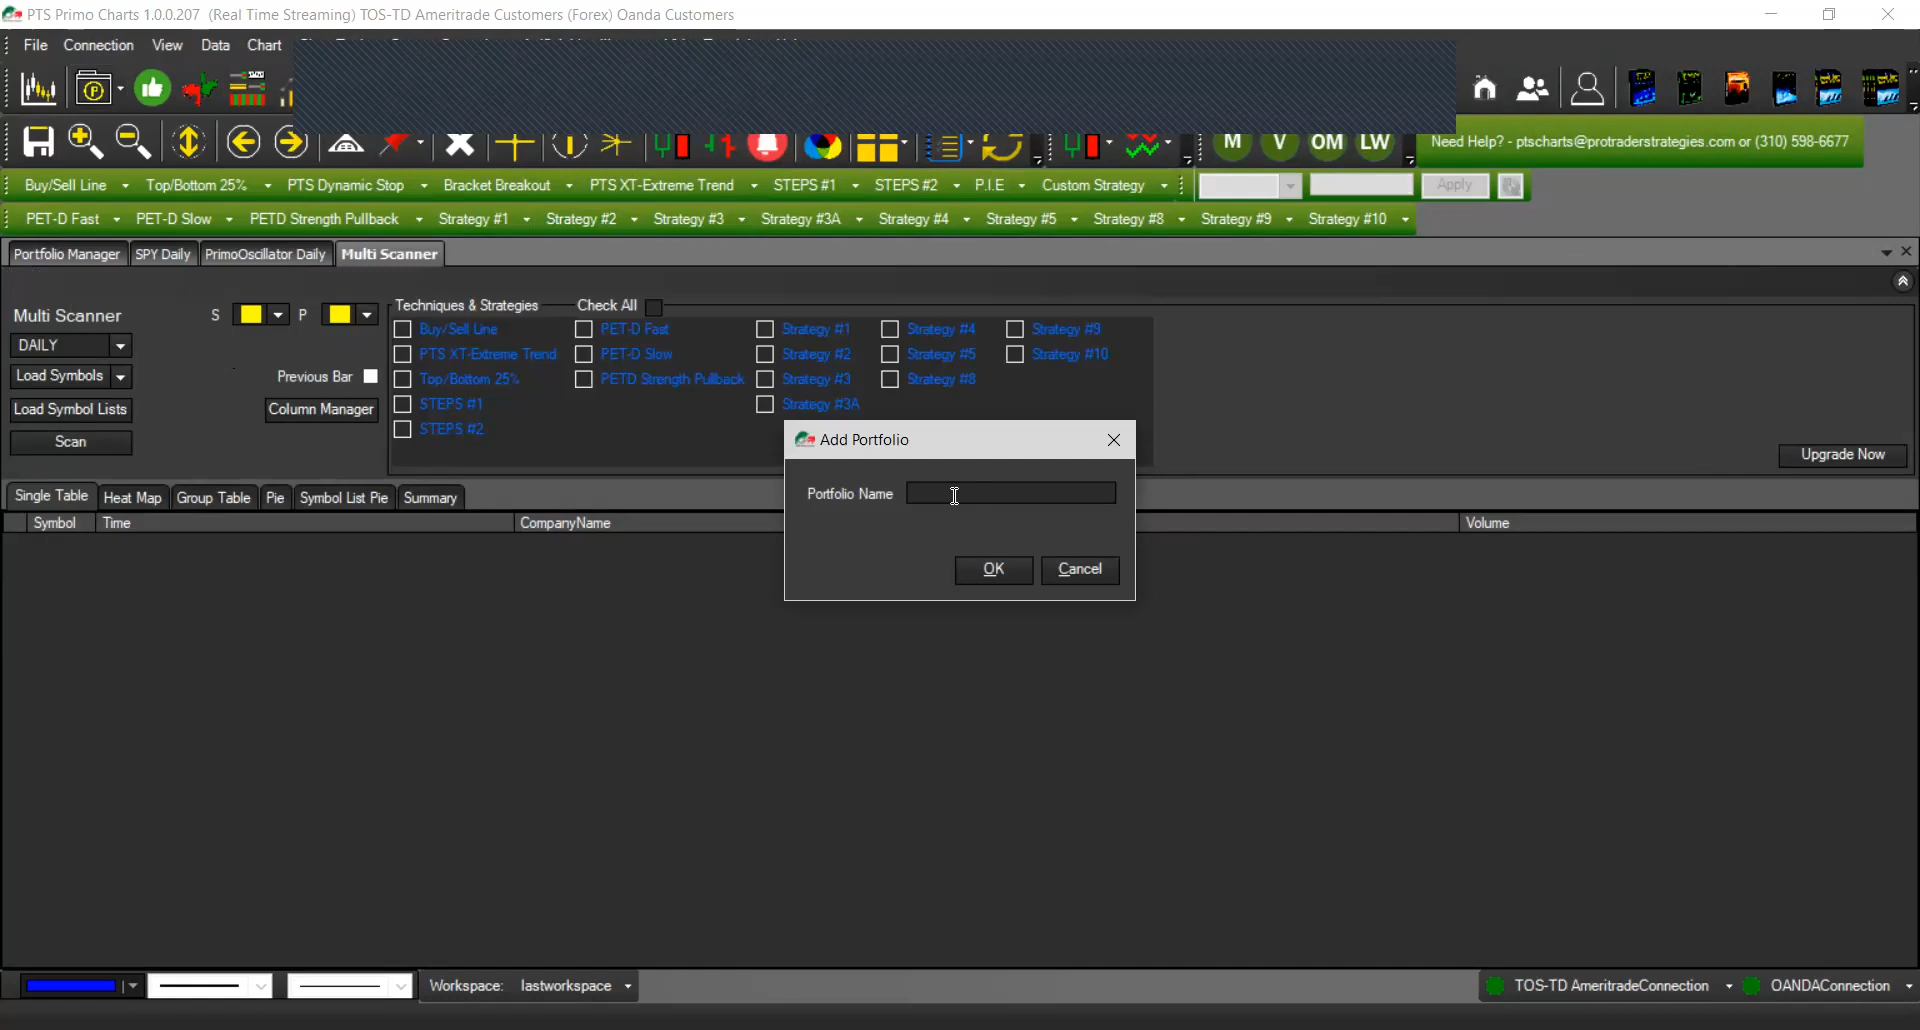 PTS Primo Charts 1.0.0.207 (Real Time Streaming) TOS-TD Ameritrade Customers (Forex) Oanda Customers
File Connection View Data Chart
M V OM LW Need Help? - ptscharts@protraderstrategies.com or (310) 598-6677
Buy/Sell Line Top/Bottom 25% PTS Dynamic Stop Bracket Breakout PTS XT-Extreme Trend STEPS #1 STEPS #2 P.I.E Custom Strategy Apply
PET-D Fast PET-D Slow PETD Strength Pullback Strategy #1 Strategy #2 Strategy #3 Strategy #3A Strategy #4 Strategy #5 Strategy #8 Strategy #9 Strategy #10
Portfolio Manager SPY Daily PrimoOscillator Daily Multi Scanner
Techniques & Strategies Check All
Multi Scanner S P
Buy/Sell Line PET-D Fast Strategy #1 Strategy #4 Strategy #9
DAILY
PTS XT-Extreme Trend PET-D Slow Strategy #2 Strategy #5 Strategy #10
Load Symbols Previous Bar
Top/Bottom 25% PETD Strength Pullback Strategy #3 Strategy #8
Load Symbol Lists Column Manager
STEPS #1 Strategy #3A
STEPS #2
Scan
Add Portfolio
Upgrade Now
Portfolio Name
Single Table Heat Map Group Table Pie Symbol List Pie Summary
Symbol Time CompanyName Volume
OK Cancel
Workspace: lastworkspace TOS-TD AmeritradeConnection OANDAConnection